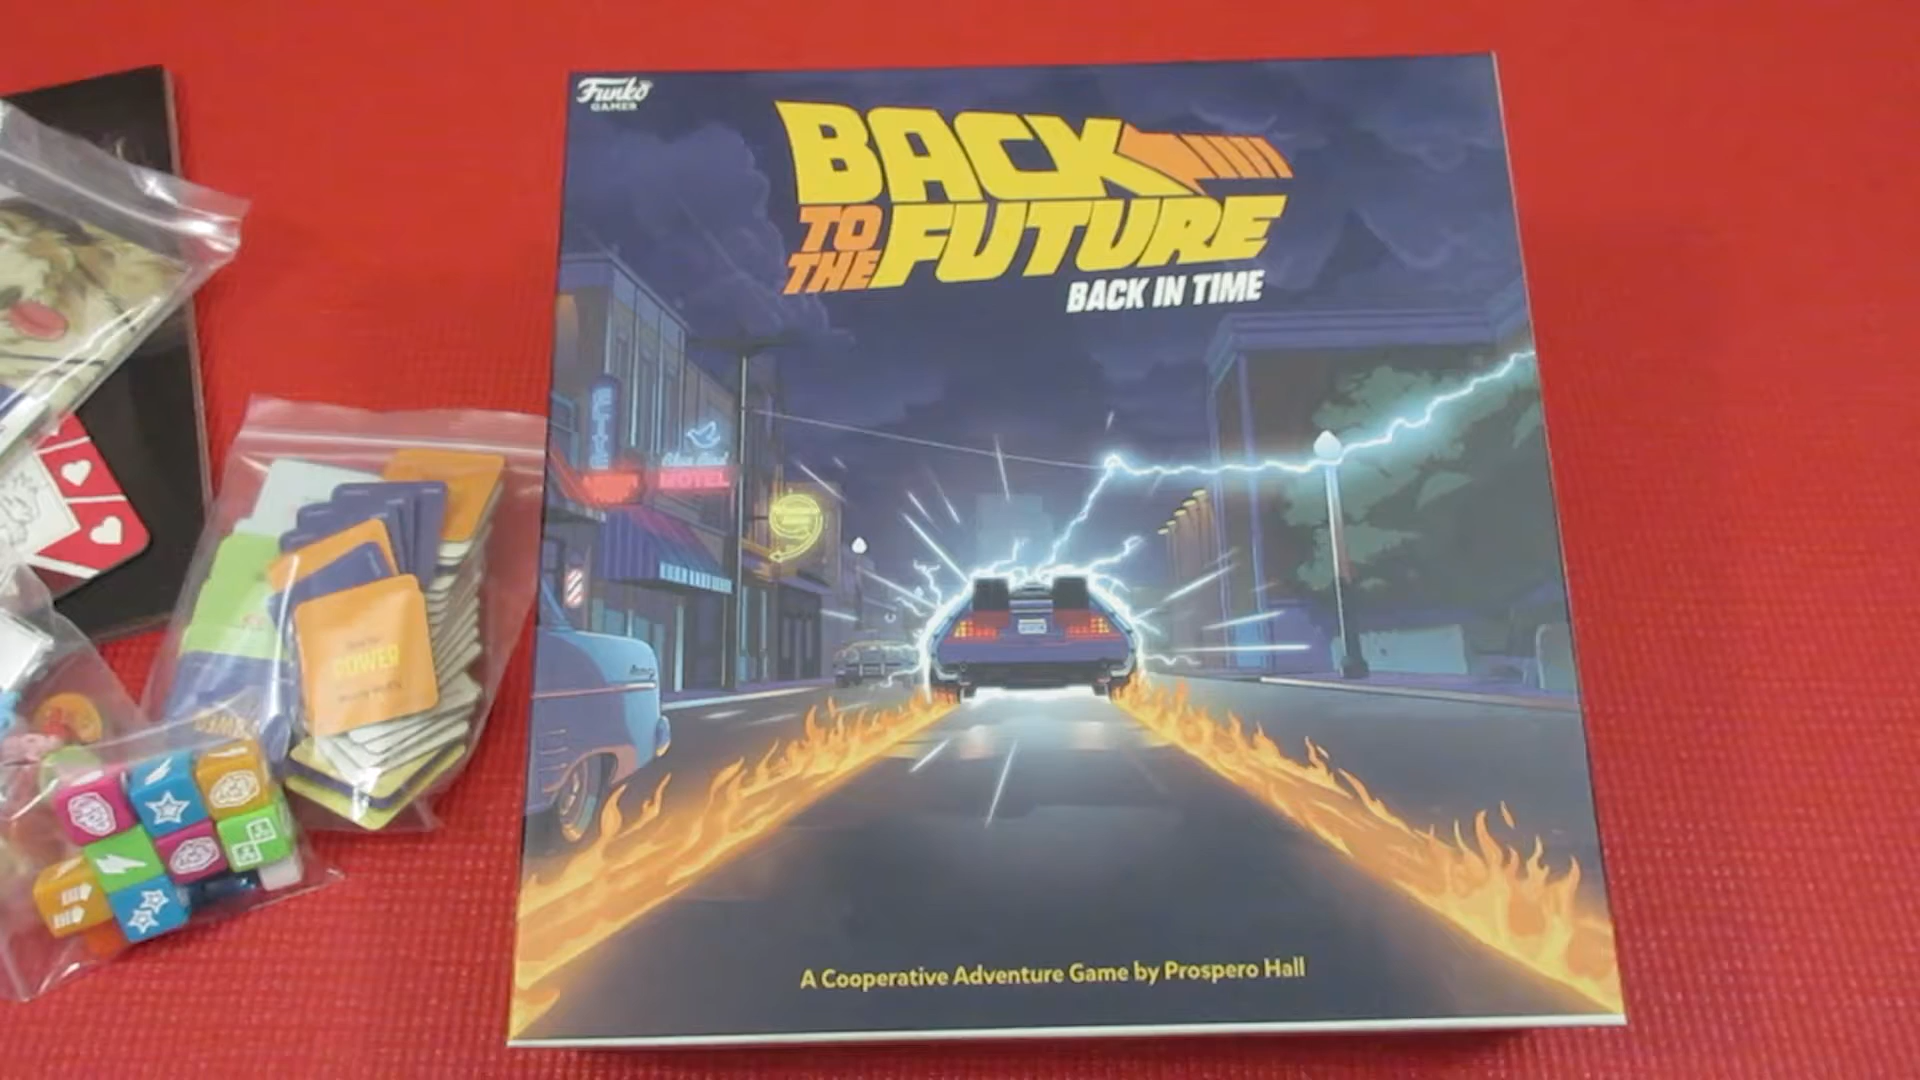 Funko
GAMES
BACK
TO
THE FUTURE
BACK IN TIME
MOTEL
POWER
A Cooperative Adventure Game by Prospero Hall